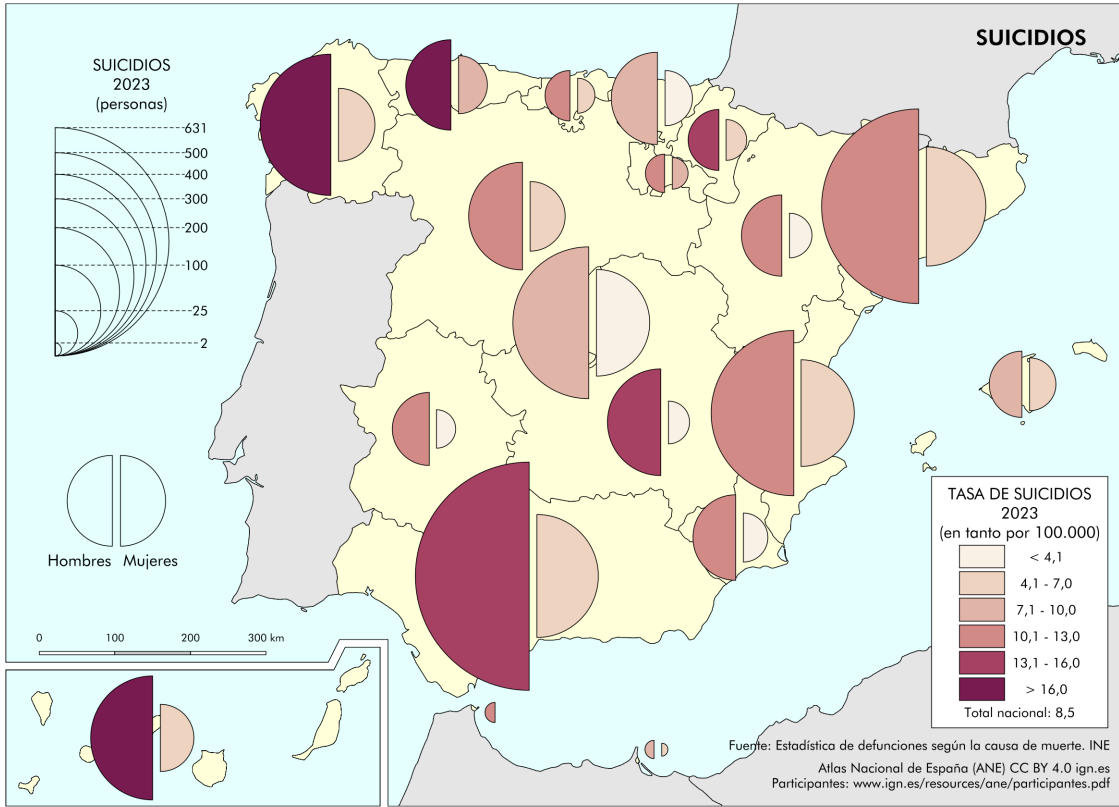 SUICIDIOS
SUICIDIOS
2023
(personas)
631
500
400
300
200
100
25
2
Hombres Mujeres
TASA DE SUICIDIOS
2023
(en tanto por 100.000)
< 4,1
4,1 - 7,0
7,1 - 10,0
10,1 - 13,0
13,1 - 16,0
> 16,0
Total nacional: 8,5
0 100 200 300 km
Fuente: Estadística de defunciones según la causa de muerte. INE
Atlas Nacional de España (ANE) CC BY 4.0 ign.es
Participantes: www.ign.es/resources/ane/participantes.pdf